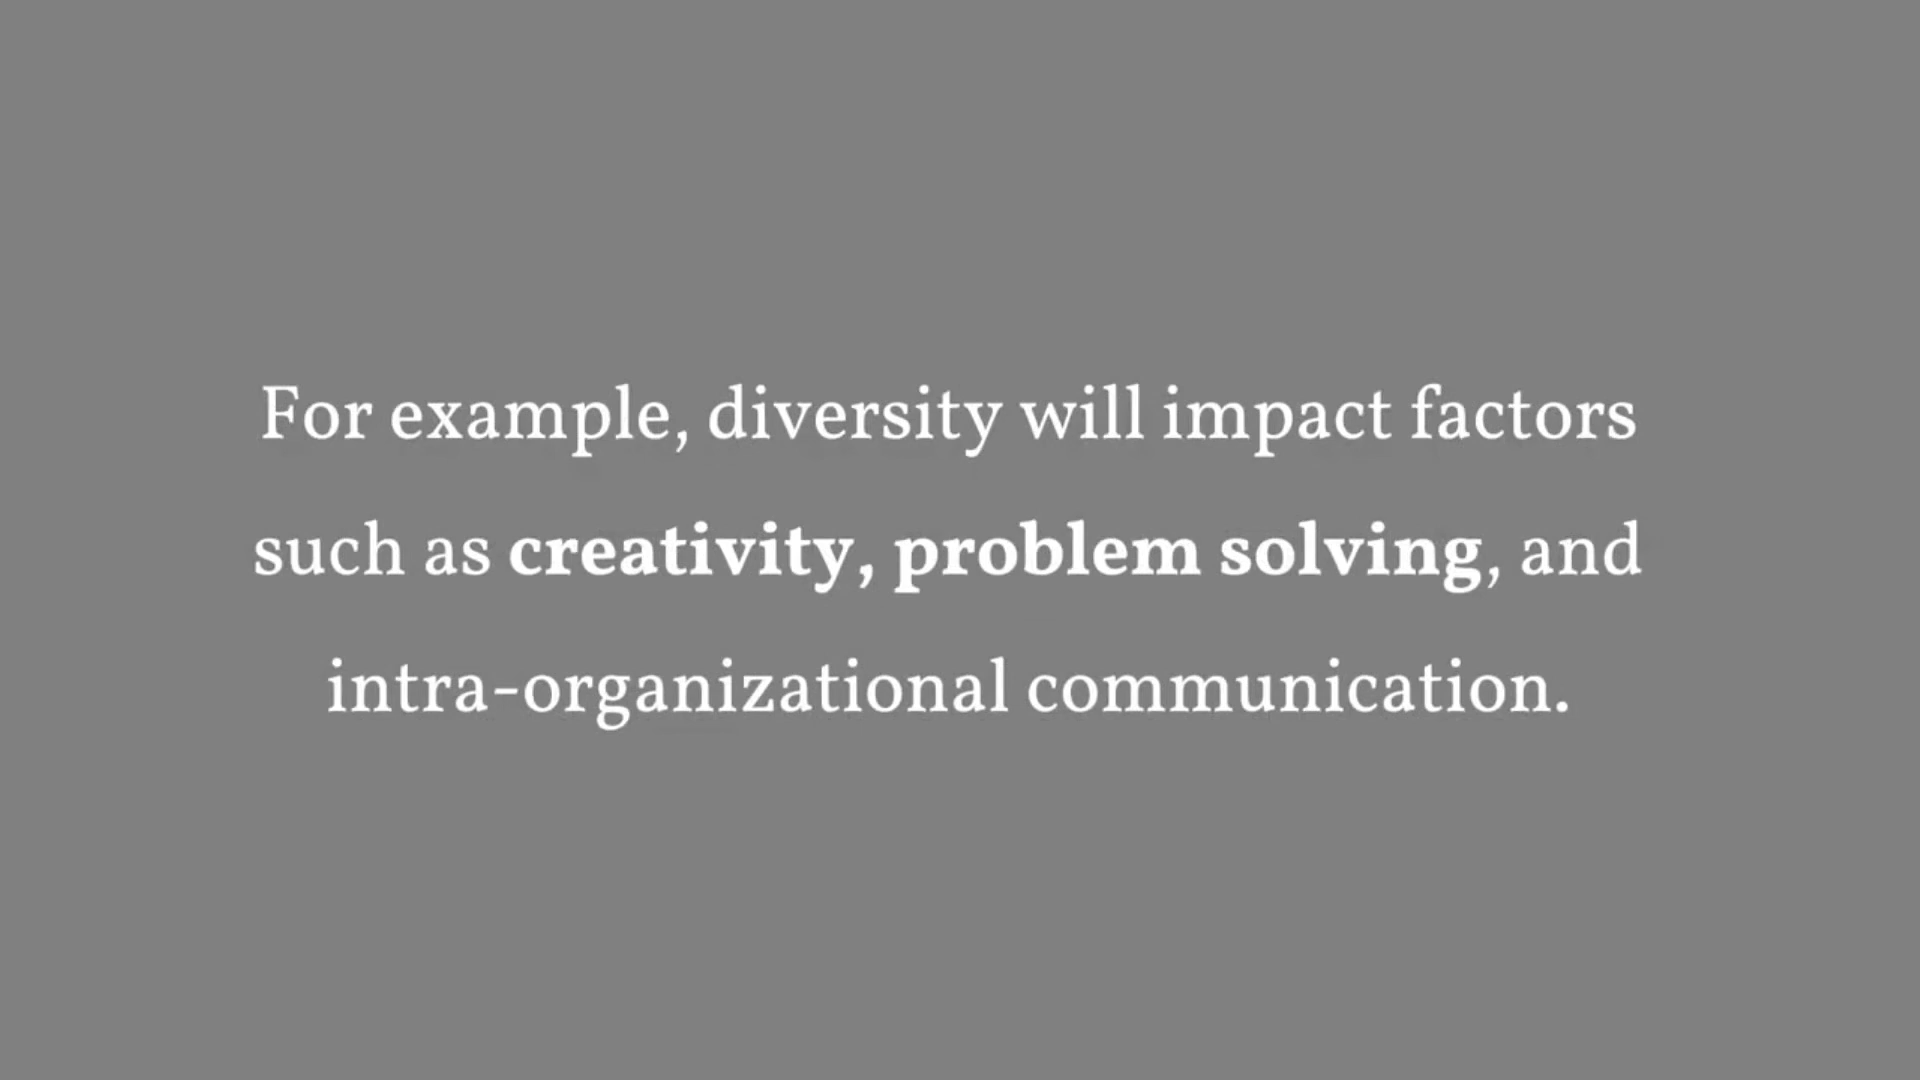 For example, diversity will impact factors
such as creativity, problem solving, and
intra-organizational communication.